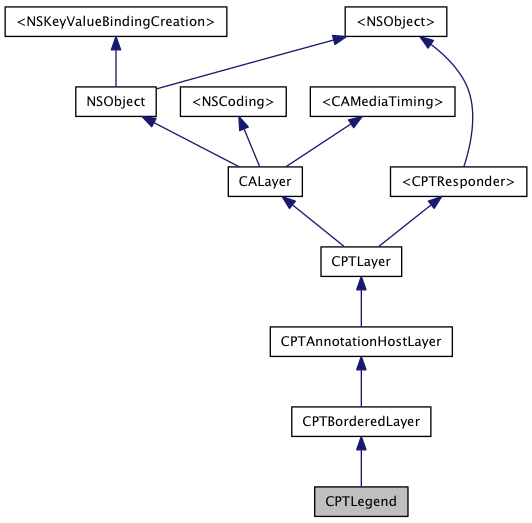 <NSKeyValueBindingCreation>
<NSObject>
NSObject
<NSCoding>
<CAMediaTiming>
CALayer
<CPTResponder>
CPTLayer
CPTAnnotationHostLayer
CPTBorderedLayer
CPTLegend